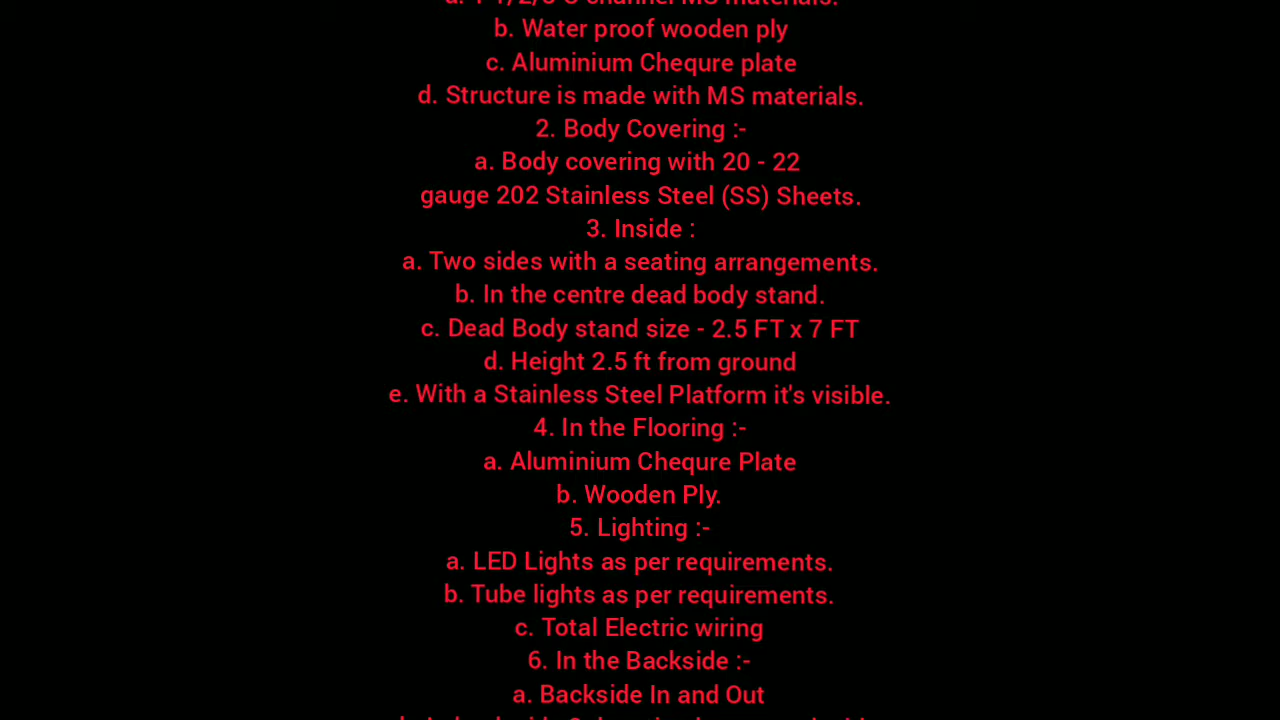 b. Water proof wooden ply
c. Aluminium Chequre plate
d. Structure is made with MS materials.
2. Body Covering :-
a. Body covering with 20 - 22
gauge 202 Stainless Steel (SS) Sheets.
3. Inside :
a. Two sides with a seating arrangements.
b. In the centre dead body stand.
c. Dead Body stand size - 2.5 FT x 7 FT
d. Height 2.5 ft from ground
e. With a Stainless Steel Platform it's visible.
4. In the Flooring :-
a. Aluminium Chequre Plate
b. Wooden Ply.
5. Lighting :-
a. LED Lights as per requirements.
b. Tube lights as per requirements.
c. Total Electric wiring
6. In the Backside :-
a. Backside In and Out